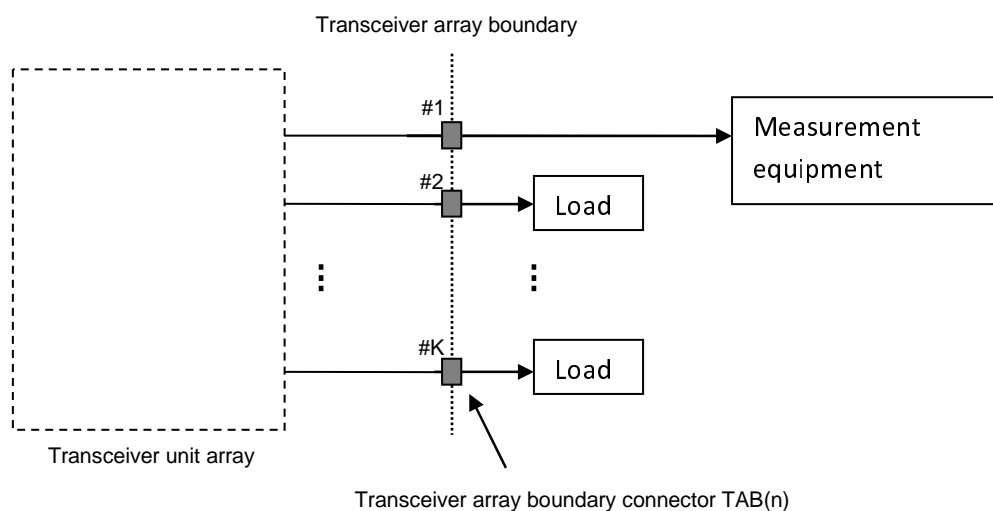 Transceiver array boundary
#1
Measurement
equipment
#2
Load
#K
Load
Transceiver unit array
Transceiver array boundary connector TAB(n)